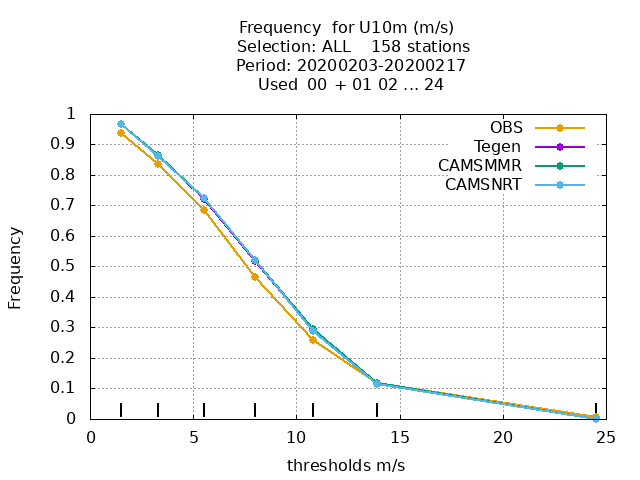 Frequency  for U10m (m/s)
Selection: ALL    158 stations
Period: 20200203-20200217
Used  00  + 01 02 ... 24
OBS
Tegen
CAMSMMR
CAMSNRT
Frequency
1
0.9
0.8
0.7
0.6
0.5
0.4
0.3
0.2
0.1
0
0 5 10 15 20 25
thresholds m/s